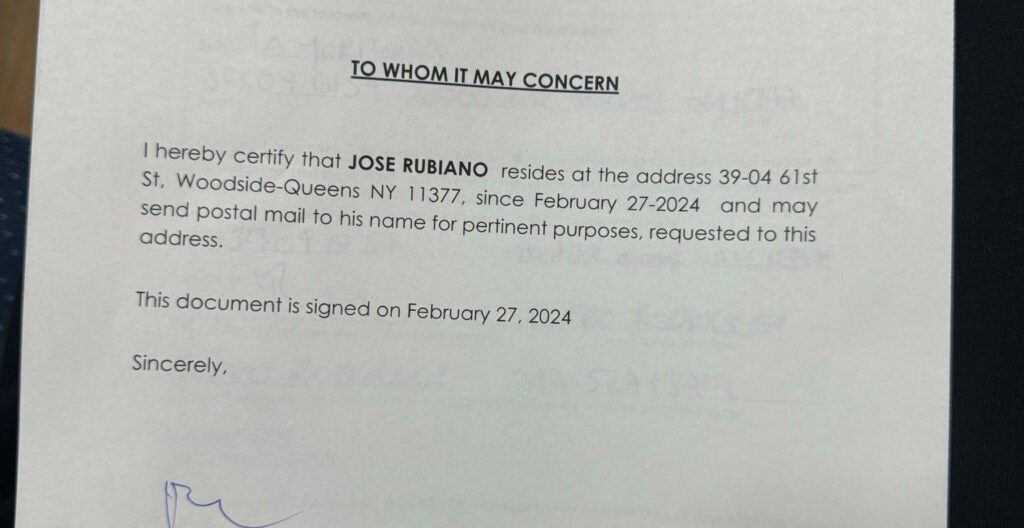 TO WHOM IT MAY CONCERN
I hereby certify that JOSE RUBIANO resides at the address 39-04 61st
St, Woodside-Queens NY 11377, since February 27-2024 and may
send postal mail to his name for pertinent purposes, requested to this
address.
This document is signed on February 27, 2024
Sincerely,